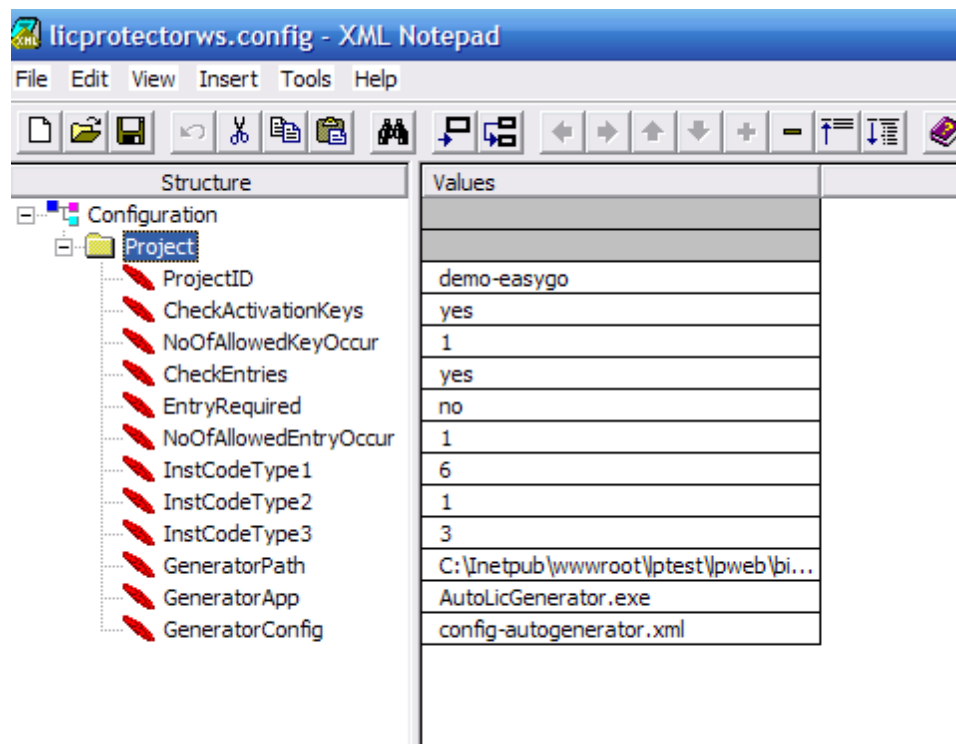 licprotectorws.config - XML Notepad
File Edit View Insert Tools Help
Structure Values
Configuration
Project
ProjectID demo-easygo
CheckActivationKeys yes
NoOfAllowedKeyOccur 1
CheckEntries yes
EntryRequired no
NoOfAllowedEntryOccur 1
InstCodeType1 6
InstCodeType2 1
InstCodeType3 3
GeneratorPath C:\Inetpub\wwwroot\lptest\lpweb\bi...
GeneratorApp AutoLicGenerator.exe
GeneratorConfig config-autogenerator.xml